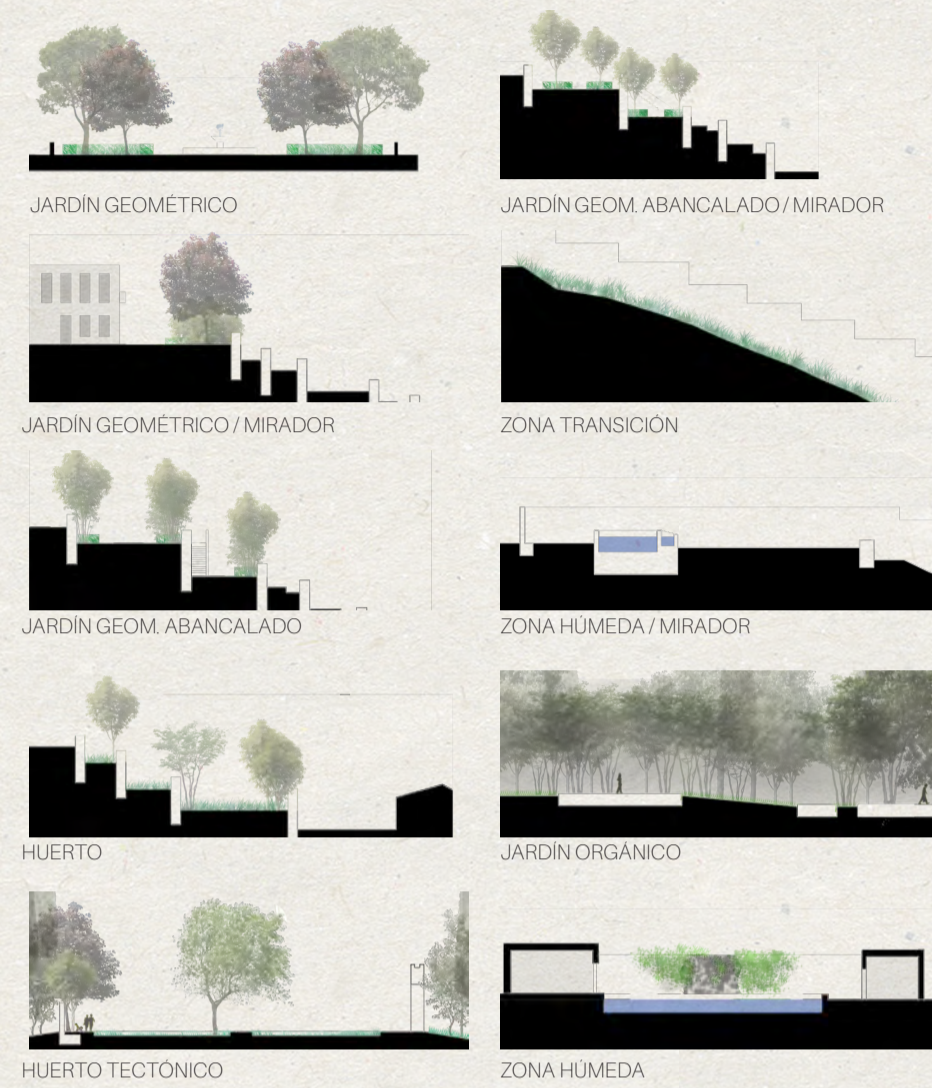 JARDÍN GEOMÉTRICO
JARDÍN GEOM. ABANCALADO / MIRADOR
JARDÍN GEOMÉTRICO / MIRADOR
ZONA TRANSICIÓN
JARDÍN GEOM. ABANCALADO
ZONA HÚMEDA / MIRADOR
HUERTO
JARDÍN ORGÁNICO
HUERTO TECTÓNICO
ZONA HÚMEDA